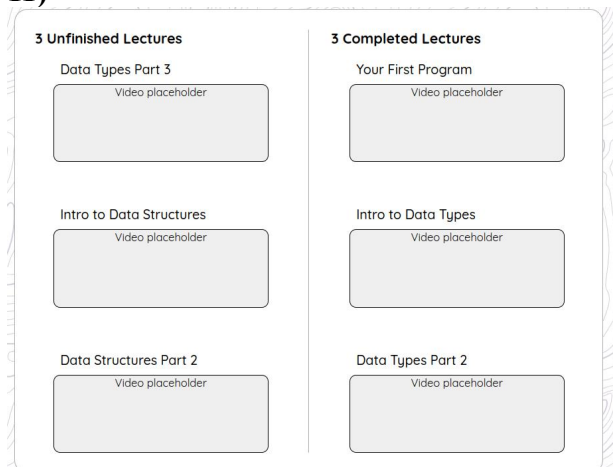 3 Unfinished Lectures
Data Types Part 3
Video placeholder
Intro to Data Structures
Video placeholder
Data Structures Part 2
Video placeholder
3 Completed Lectures
Your First Program
Video placeholder
Intro to Data Types
Video placeholder
Data Types Part 2
Video placeholder